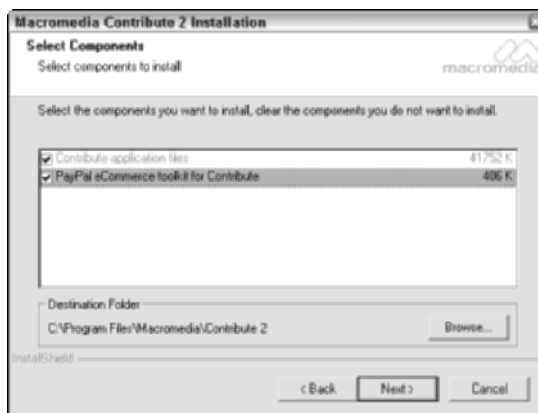 Macromedia Contribute 2 Installation
Select Components
Select components to install
macromedia
Select the components you want to install, clear the components you do not want to install.
Contribute application files 41752 K
PayPal eCommerce toolkit for Contribute 406 K
Destination Folder
C:\Program Files\Macromedia\Contribute 2 Browse...
InstallShield
< Back Next > Cancel